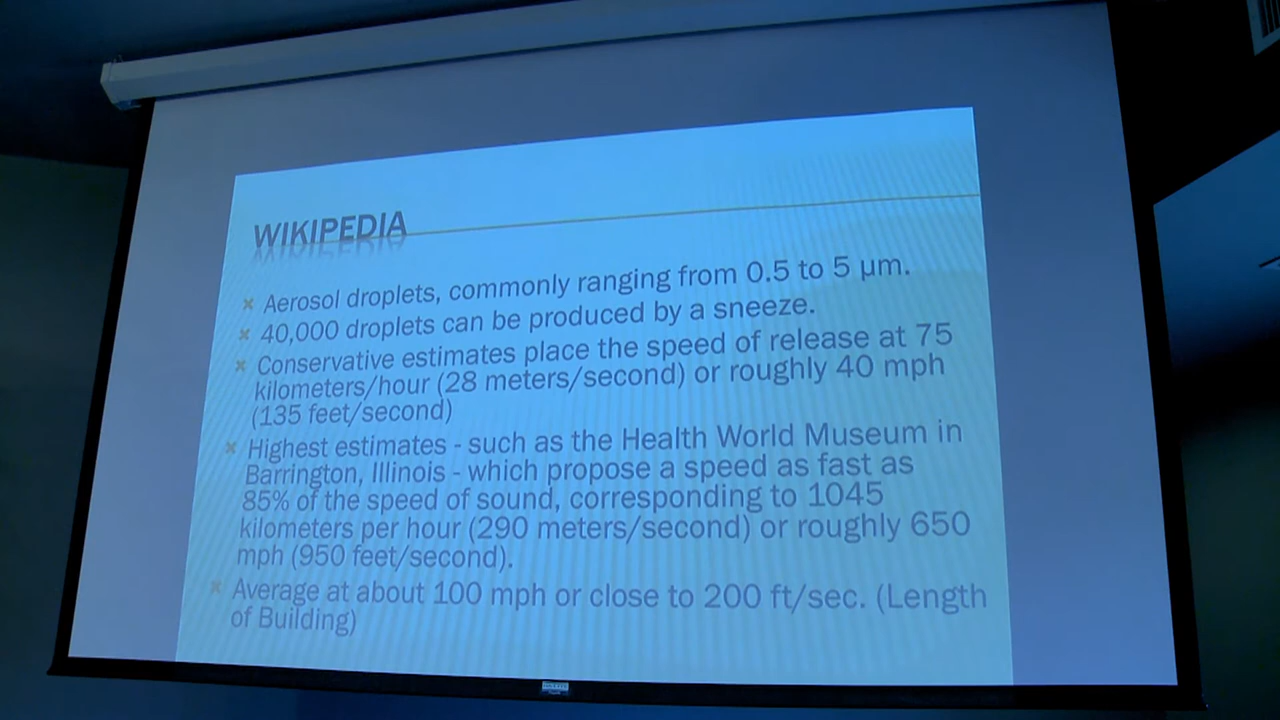 WIKIPEDIA
Aerosol droplets, commonly ranging from 0.5 to 5 µm.
40,000 droplets can be produced by a sneeze.
Conservative estimates place the speed of release at 75
kilometers/hour (28 meters/second) or roughly 40 mph
(135 feet/second)
Highest estimates - such as the Health World Museum in
Barrington, Illinois - which propose a speed as fast as
85% of the speed of sound, corresponding to 1045
kilometers per hour (290 meters/second) or roughly 650
mph (950 feet/second).
Average at about 100 mph or close to 200 ft/sec. (Length
of Building)